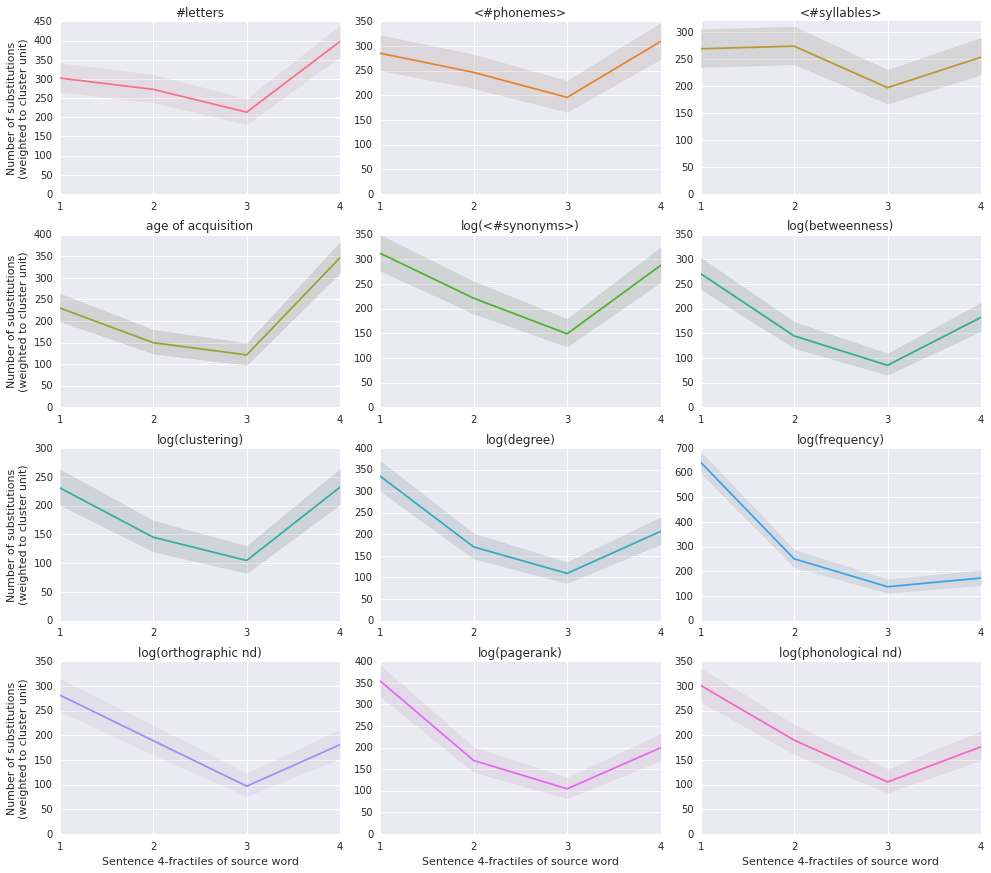 #letters
<#phonemes>
<#syllables>
Number of substitutions
(weighted to cluster unit)
450
400
350
300
250
200
150
100
50
0
1 2 3 4
350
300
250
200
150
100
50
0
1 2 3 4
300
250
200
150
100
50
0
1 2 3 4
age of acquisition
log(<#synonyms>)
log(betweenness)
Number of substitutions
(weighted to cluster unit)
400
350
300
250
200
150
100
50
0
1 2 3 4
350
300
250
200
150
100
50
0
1 2 3 4
350
300
250
200
150
100
50
0
1 2 3 4
log(clustering)
log(degree)
log(frequency)
Number of substitutions
(weighted to cluster unit)
300
250
200
150
100
50
0
1 2 3 4
400
350
300
250
200
150
100
50
0
1 2 3 4
700
600
500
400
300
200
100
0
1 2 3 4
log(orthographic nd)
log(pagerank)
log(phonological nd)
Number of substitutions
(weighted to cluster unit)
350
300
250
200
150
100
50
0
1 2 3 4
Sentence 4-fractiles of source word
400
350
300
250
200
150
100
50
0
1 2 3 4
Sentence 4-fractiles of source word
350
300
250
200
150
100
50
0
1 2 3 4
Sentence 4-fractiles of source word